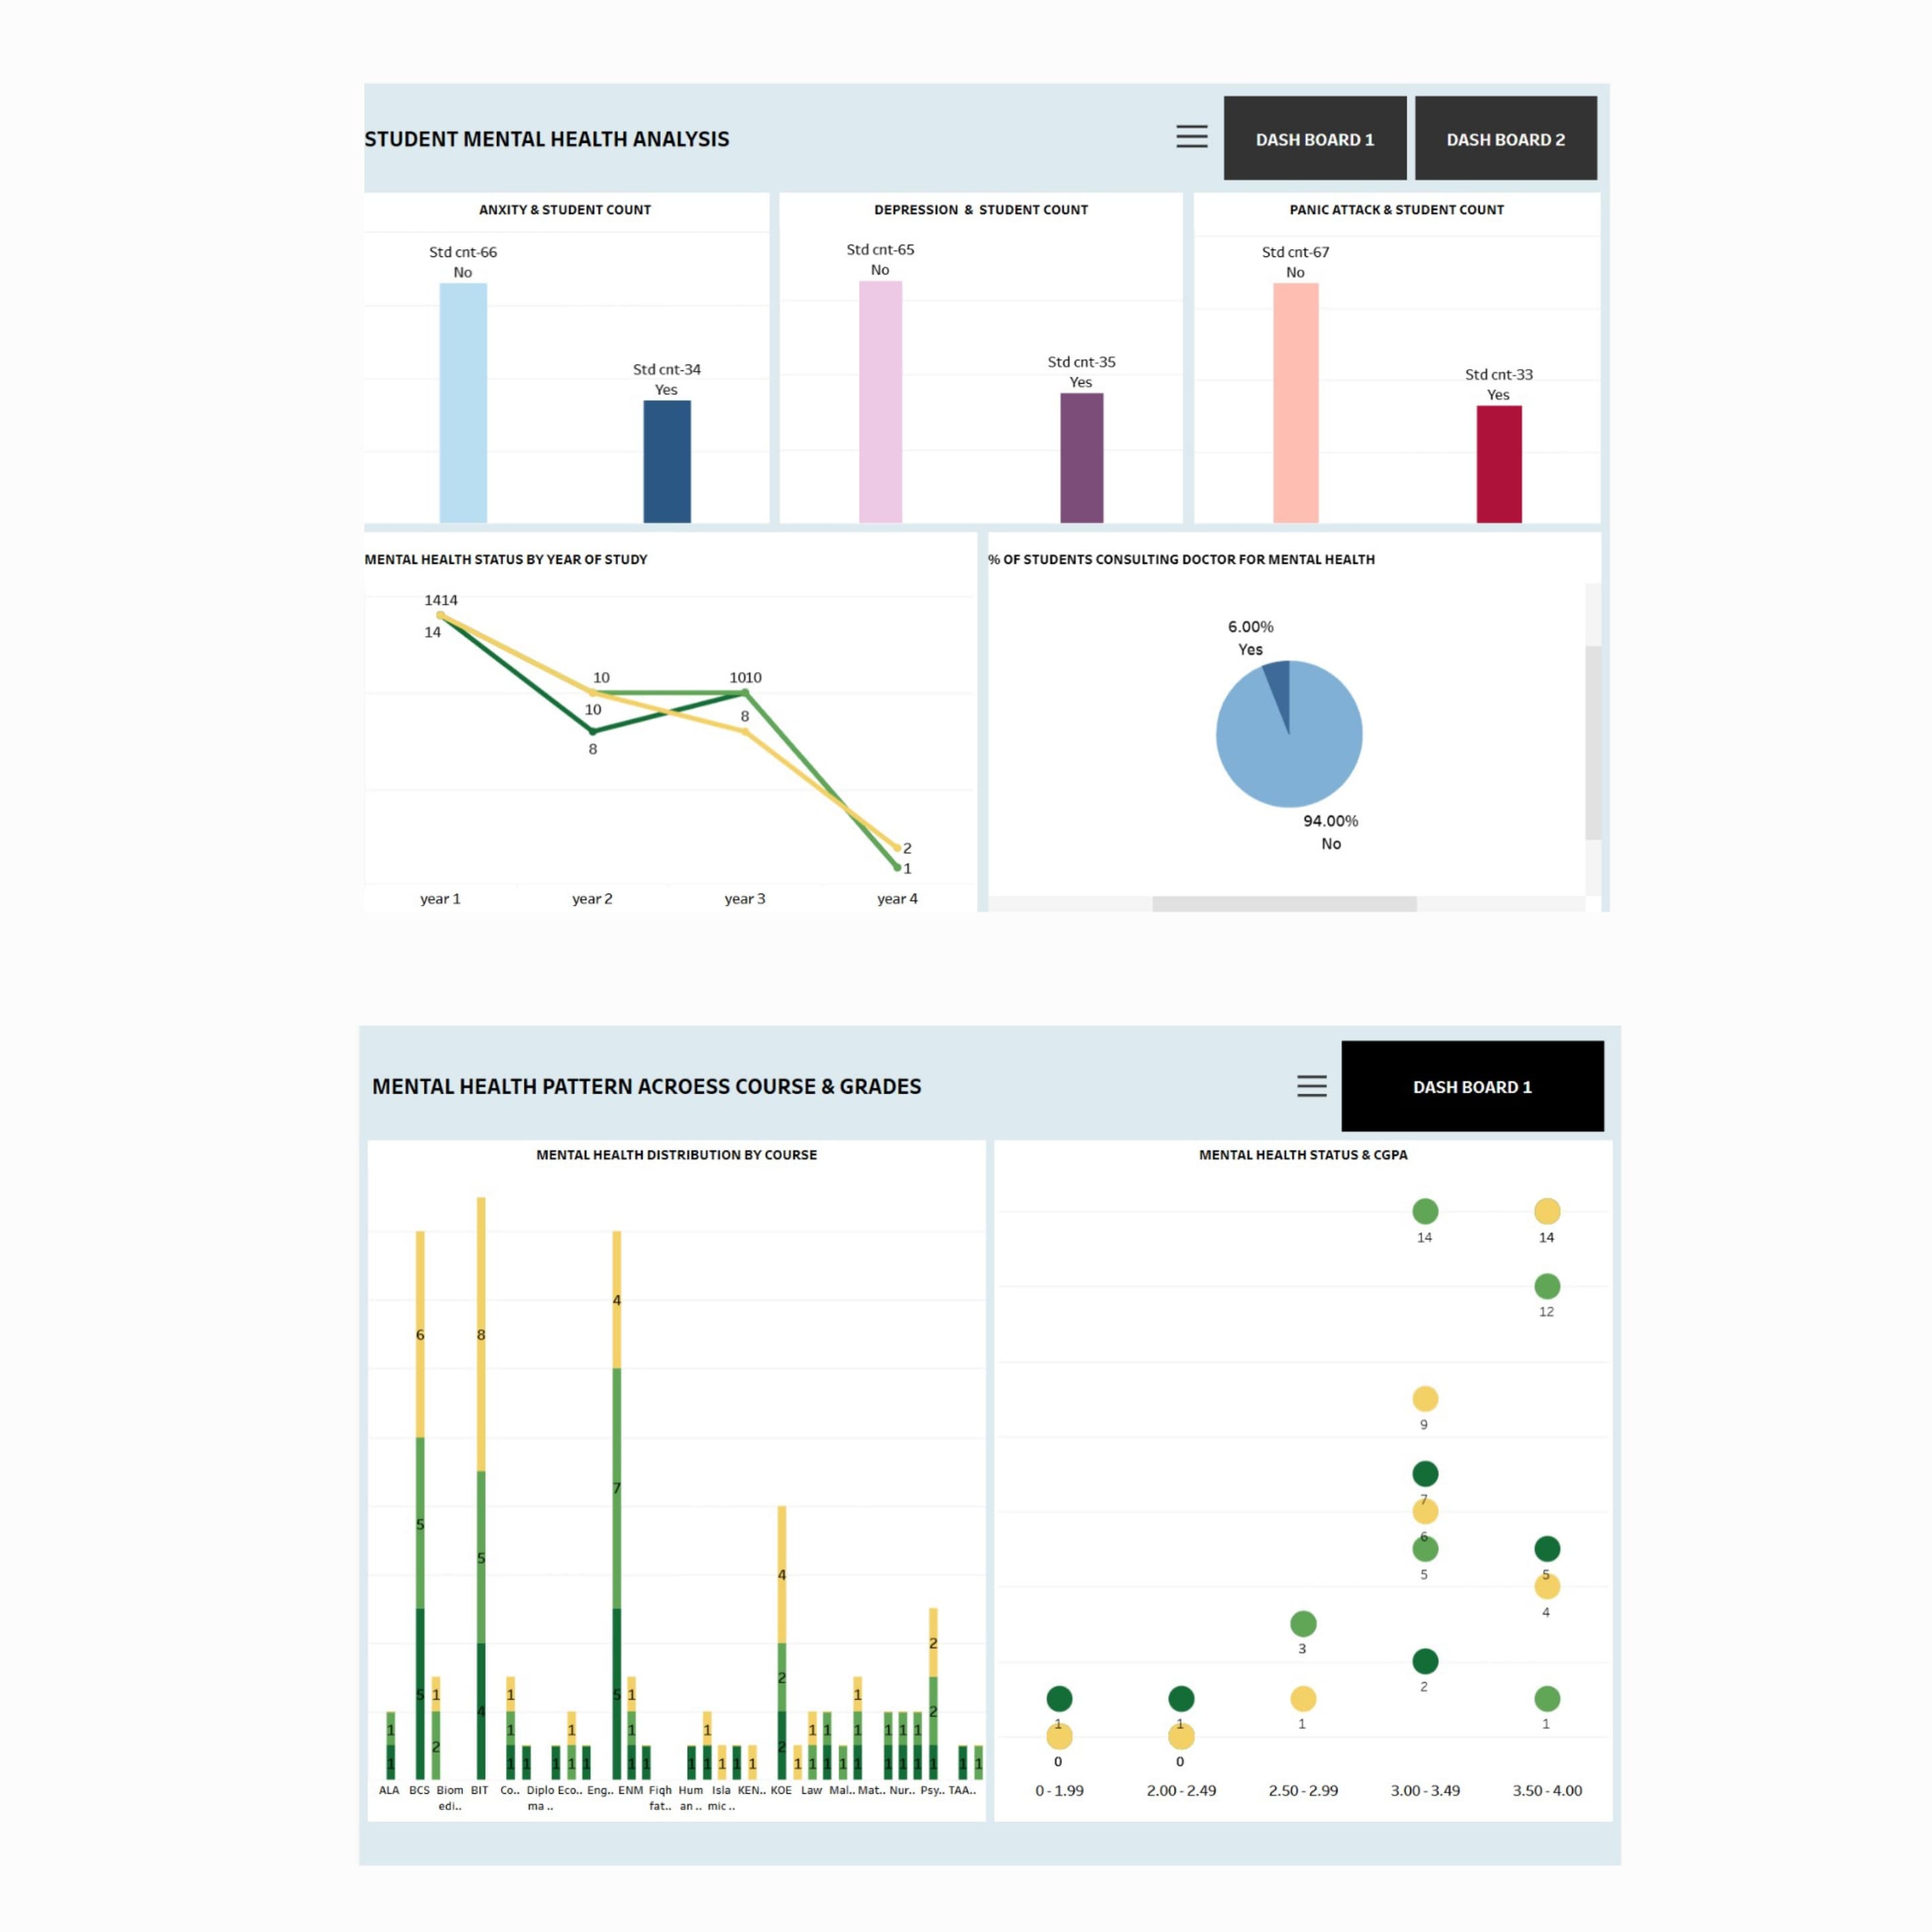 STUDENT MENTAL HEALTH ANALYSIS
DASH BOARD 1
DASH BOARD 2
ANXITY & STUDENT COUNT
Std cnt-66
No
Std cnt-34
Yes
DEPRESSION & STUDENT COUNT
Std cnt-65
No
Std cnt-35
Yes
PANIC ATTACK & STUDENT COUNT
Std cnt-67
No
Std cnt-33
Yes
MENTAL HEALTH STATUS BY YEAR OF STUDY
1414
14
10
10
8
1010
8
2
1
year 1 year 2 year 3 year 4
% OF STUDENTS CONSULTING DOCTOR FOR MENTAL HEALTH
6.00%
Yes
94.00%
No
MENTAL HEALTH PATTERN ACROESS COURSE & GRADES
DASH BOARD 1
MENTAL HEALTH DISTRIBUTION BY COURSE
4
6 8
7
5
5
4
2 2
5 1 1 5 1 1
4 2
1 1 1 1 1 1 1 1 1
2
1 1 1 1 1 1 1 1 1 1 1 1 1 2 1 1 1 1 1 1 1 1 1 1 1
ALA BCS Biom BIT Co.. Diplo Eco.. Eng.. ENM Fiqh Hum Isla KEN.. KOE Law Mal.. Mat.. Nur.. Psy.. TAA..
edi.. ma .. fat.. an .. mic ..
MENTAL HEALTH STATUS & CGPA
14 14
12
9
7
6
5 5
4
3
2
1 1 1 1
0 0
0 - 1.99 2.00 - 2.49 2.50 - 2.99 3.00 - 3.49 3.50 - 4.00